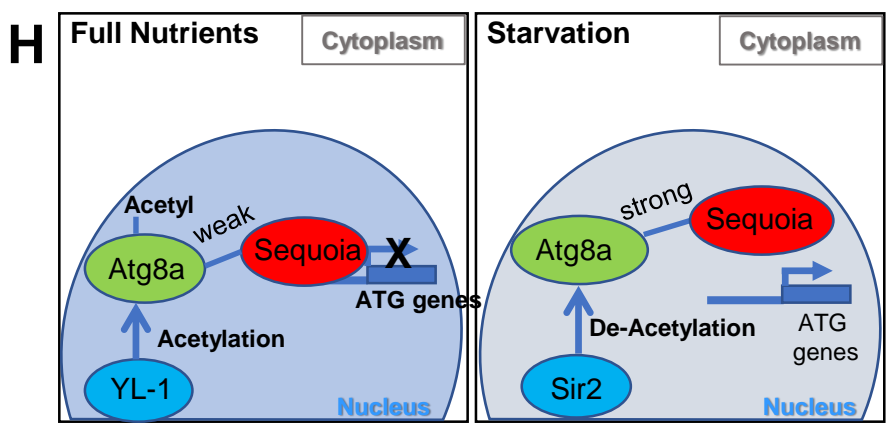 H
Full Nutrients
Cytoplasm
Acetyl
weak
Sequoia
X
Atg8a
ATG genes
Acetylation
YL-1
Nucleus
Starvation
Cytoplasm
strong
Sequoia
Atg8a
De-Acetylation
ATG
genes
Sir2
Nucleus